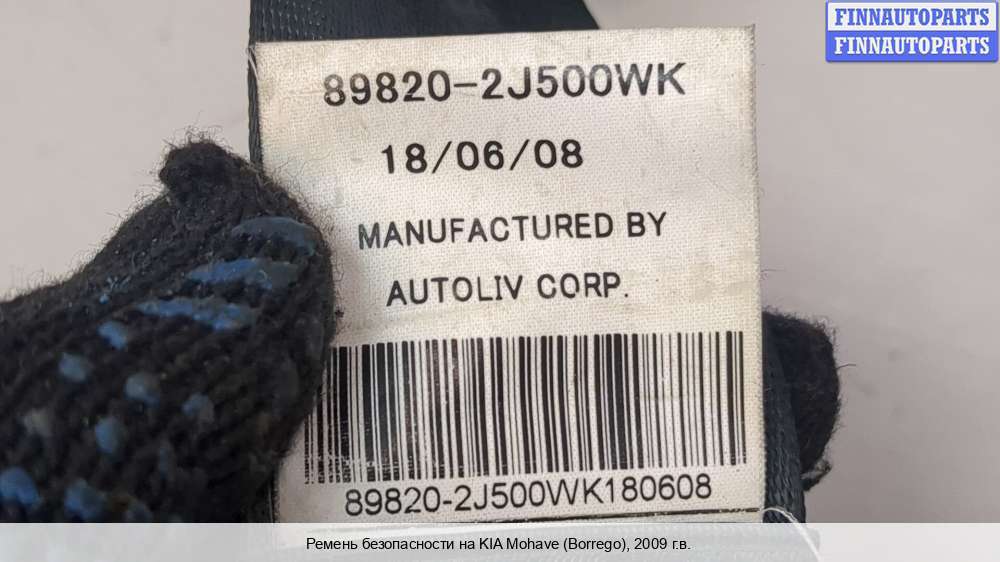 FINNAUTOPARTS
FINNAUTOPARTS
89820-2J500WK
18/06/08
MANUFACTURED BY
AUTOLIV CORP.
89820-2J500WK180608
Ремень безопасности на KIA Mohave (Borrego), 2009 г.в.